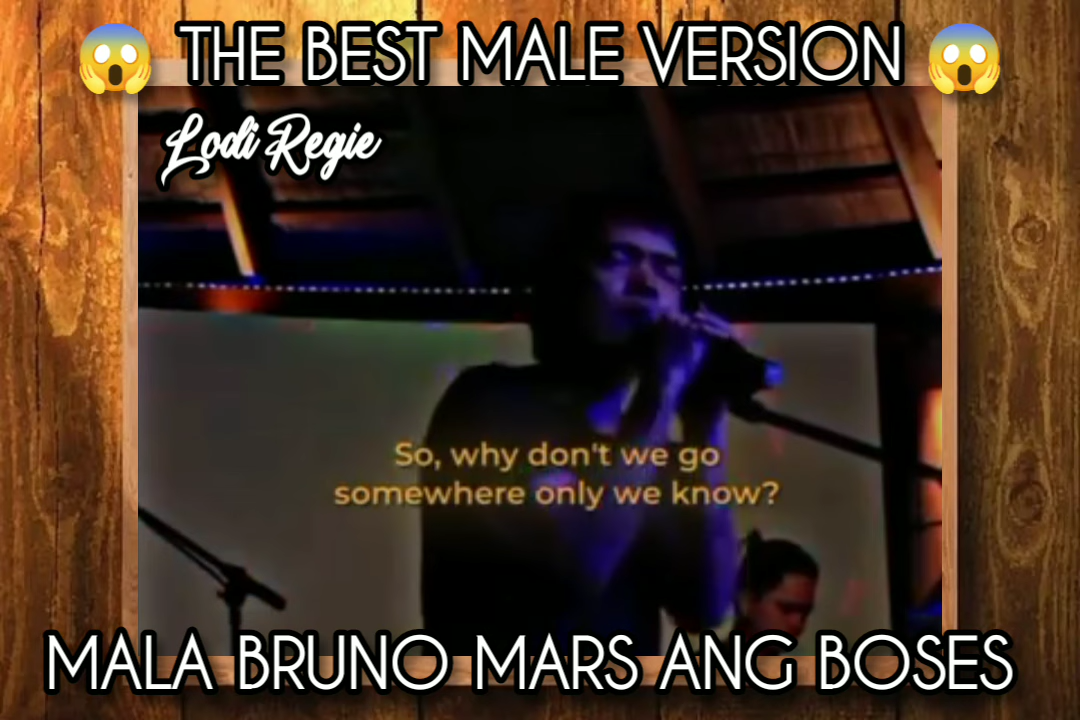 😱 THE BEST MALE VERSION 😱
Lodi Regie
So, why don't we go
somewhere only we know?
MALA BRUNO MARS ANG BOSES